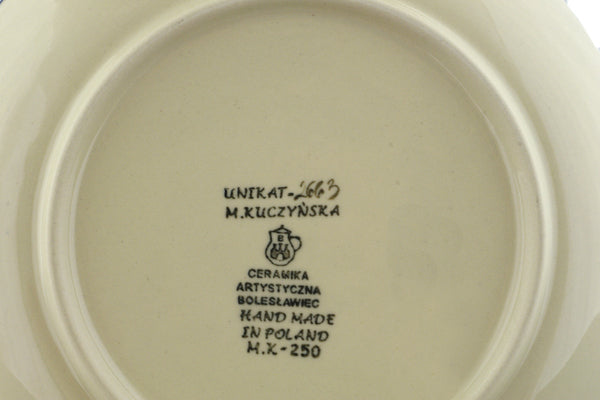 UNIKAT-2663
M.KUCZYŃSKA
B
CERAMIKA
ARTYSTYCZNA
BOLESŁAWIEC
HAND MADE
IN POLAND
M.K-250